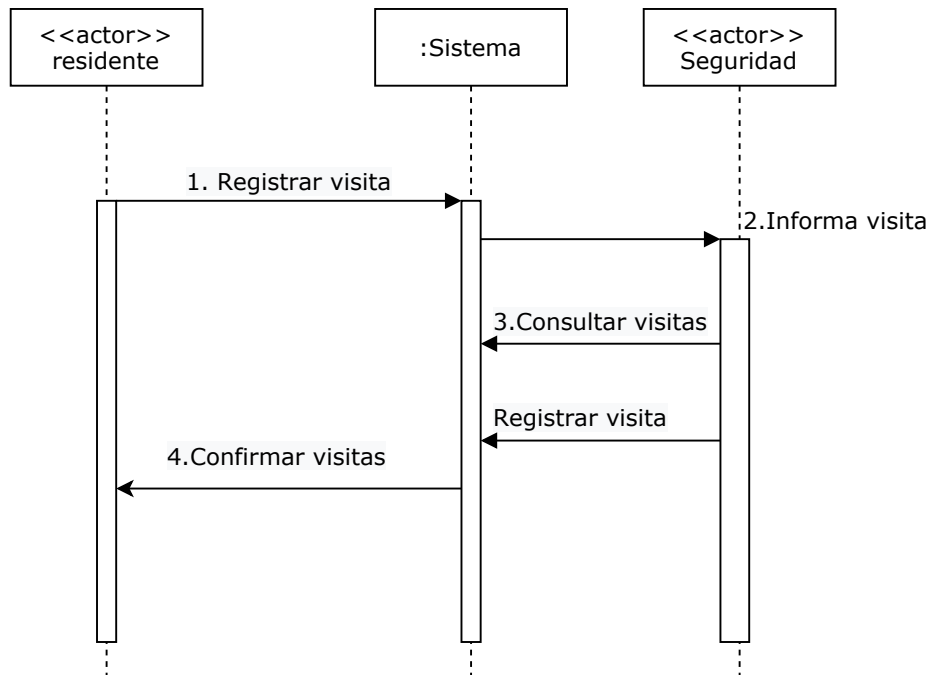 <<actor>>
residente
:Sistema
<<actor>>
Seguridad
1. Registrar visita
2.Informa visita
3.Consultar visitas
Registrar visita
4.Confirmar visitas